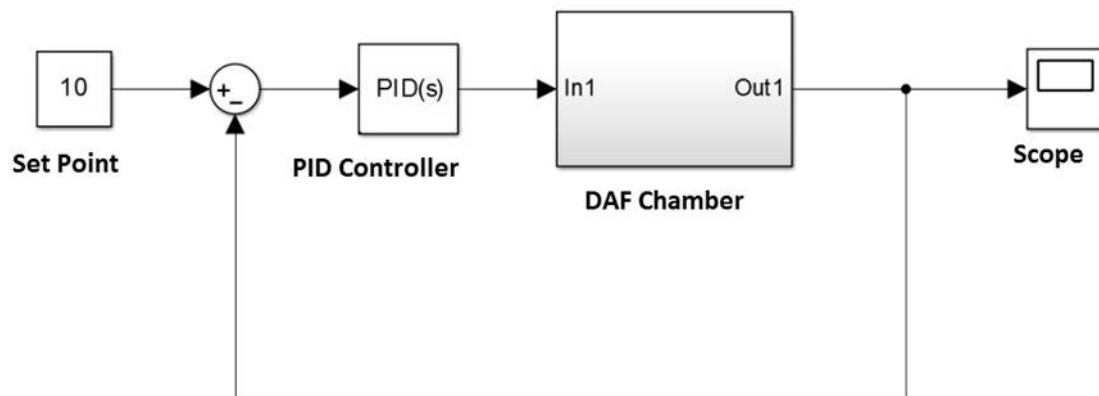 10
PID(s)
In1
Out1
Set Point
PID Controller
DAF Chamber
Scope